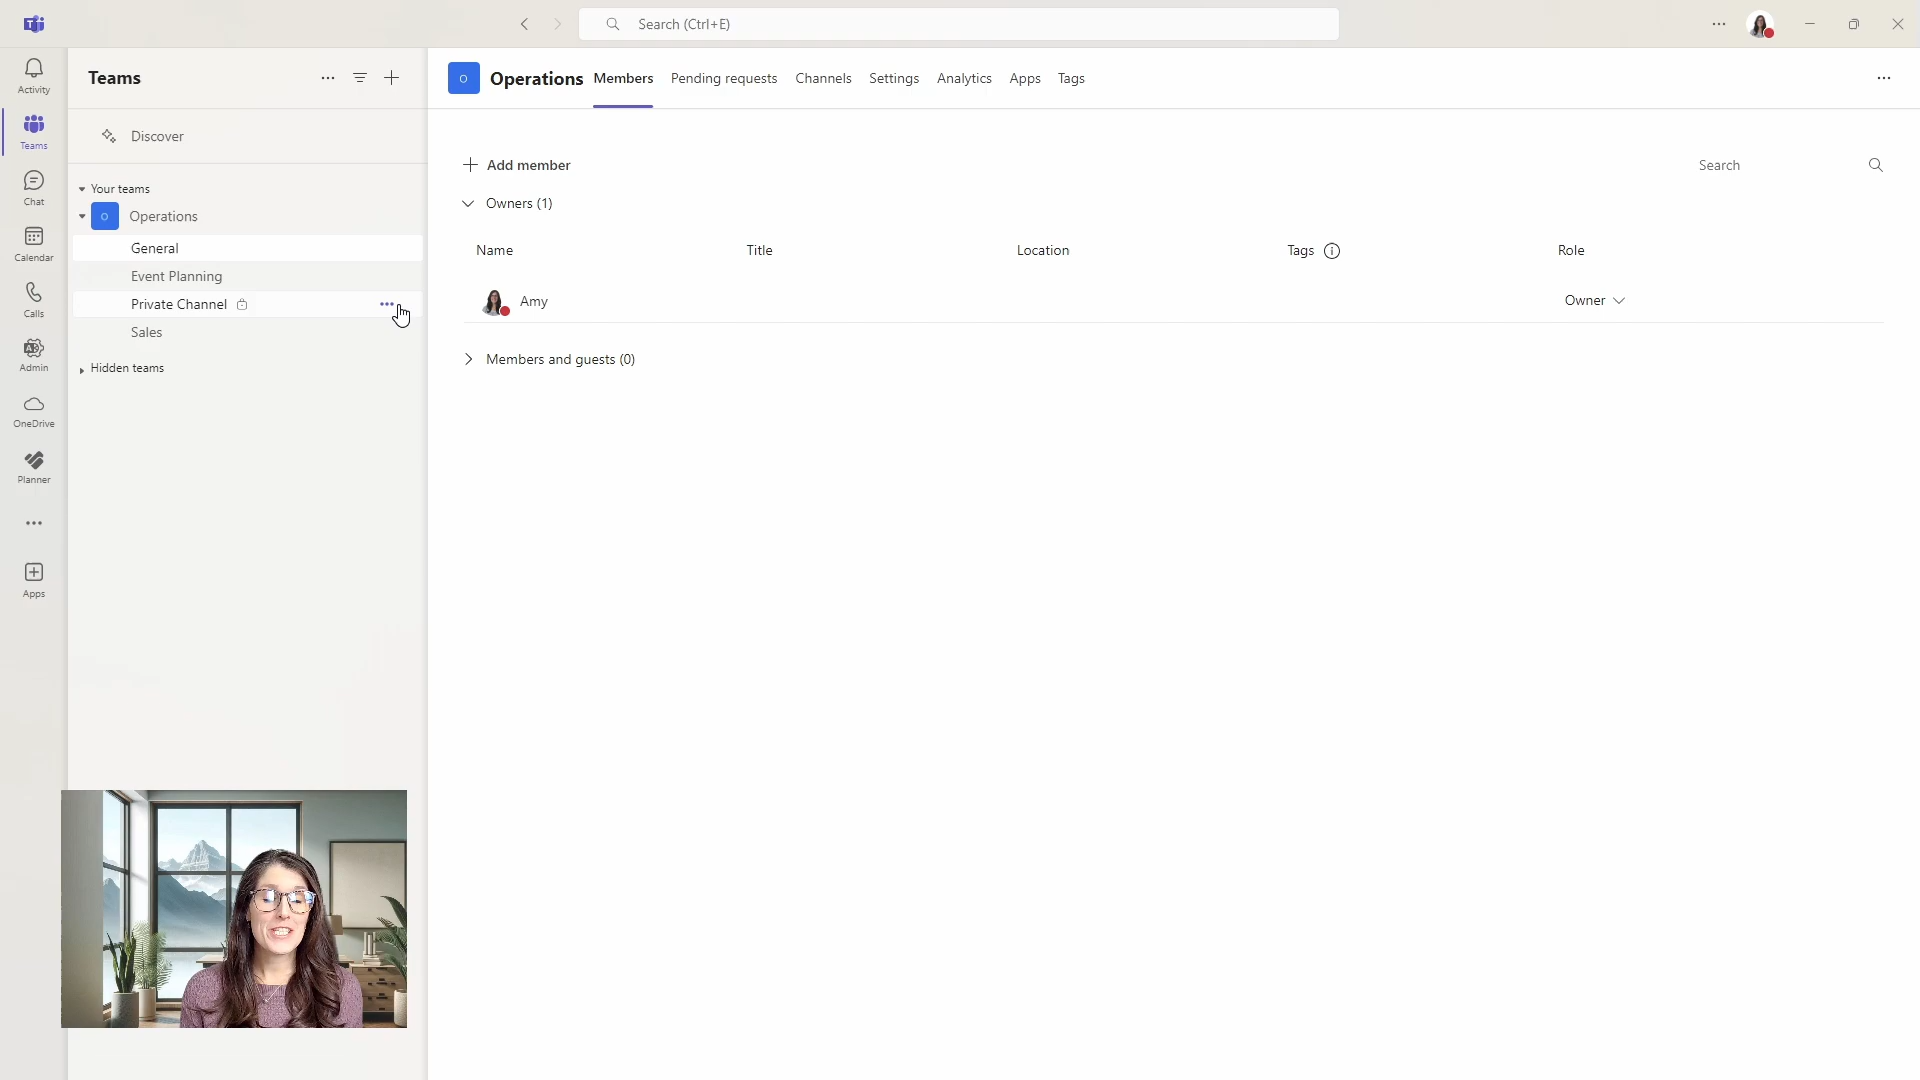 Search (Ctrl+E)
Activity
Teams
Chat
Calendar
Calls
Admin
OneDrive
Planner
Apps
Teams
Discover
Your teams
O Operations
General
Event Planning
Private Channel
Sales
Hidden teams
O Operations Members Pending requests Channels Settings Analytics Apps Tags
Add member Search
Owners (1)
Name Title Location Tags Role
Amy Owner
Members and guests (0)